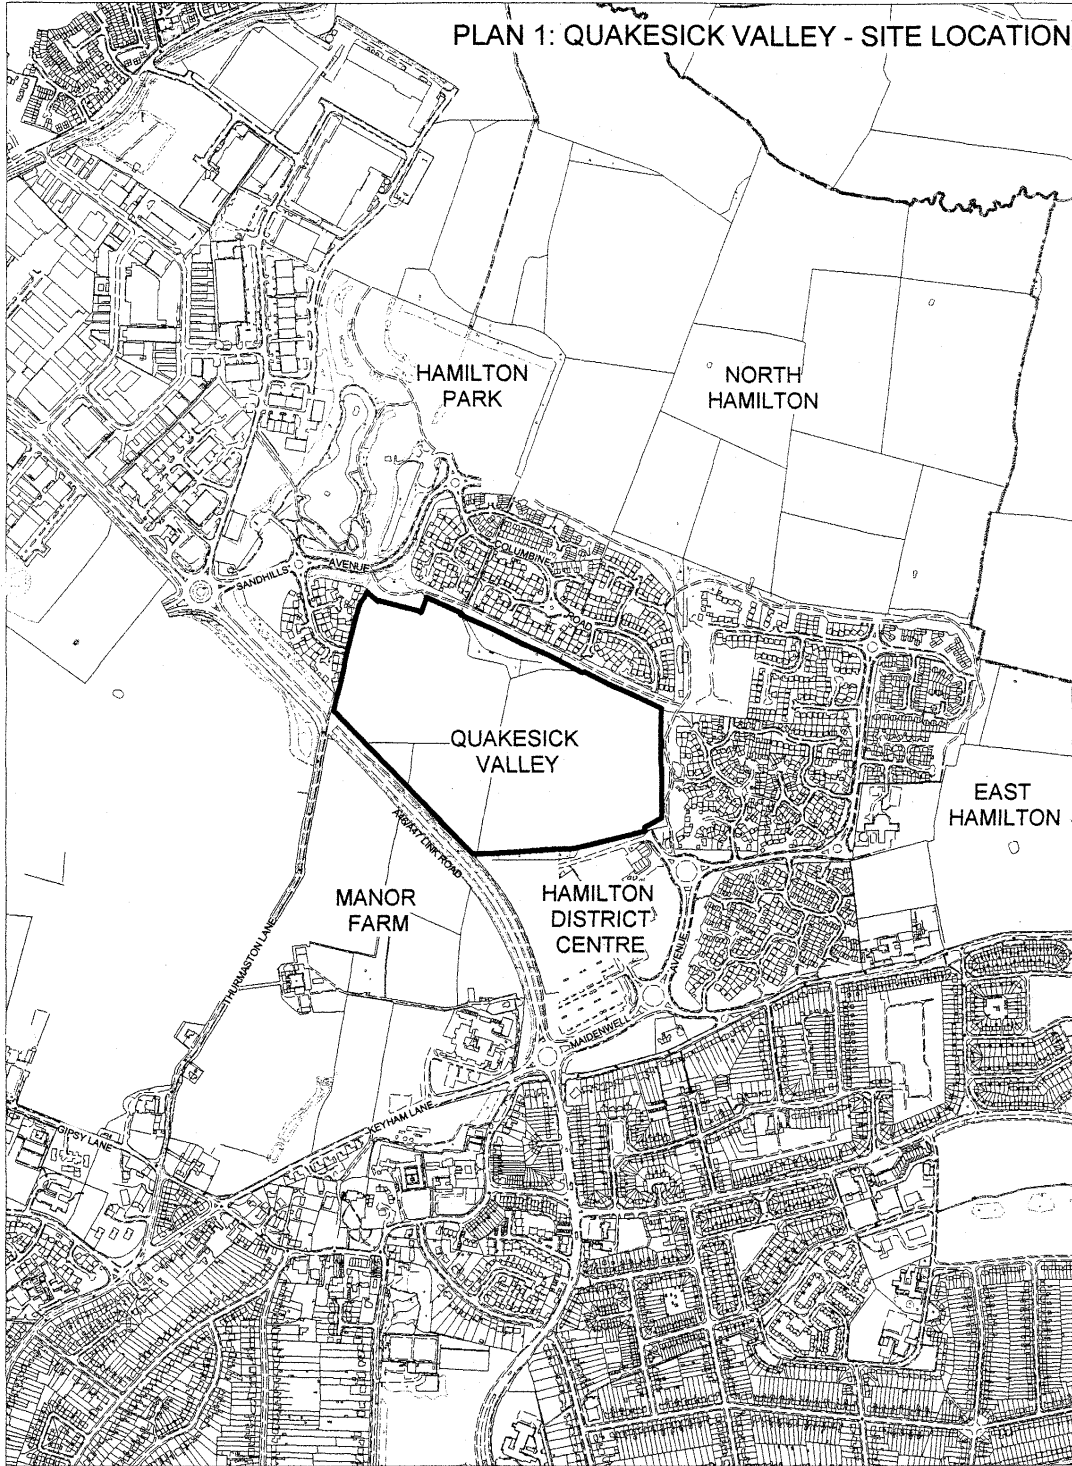 PLAN 1: QUAKESICK VALLEY - SITE LOCATION
HAMILTON
PARK
NORTH
HAMILTON
OLUMBINE
ROAD
SANDHILLS
AVENUE
QUAKESICK
VALLEY
EAST
HAMILTON
A46/A47 LINK ROAD
MANOR
FARM
HAMILTON
DISTRICT
CENTRE
THURMASTON LANE
AVENUE
MAIDENWELL
KEYHAM LANE
GIPSY LANE